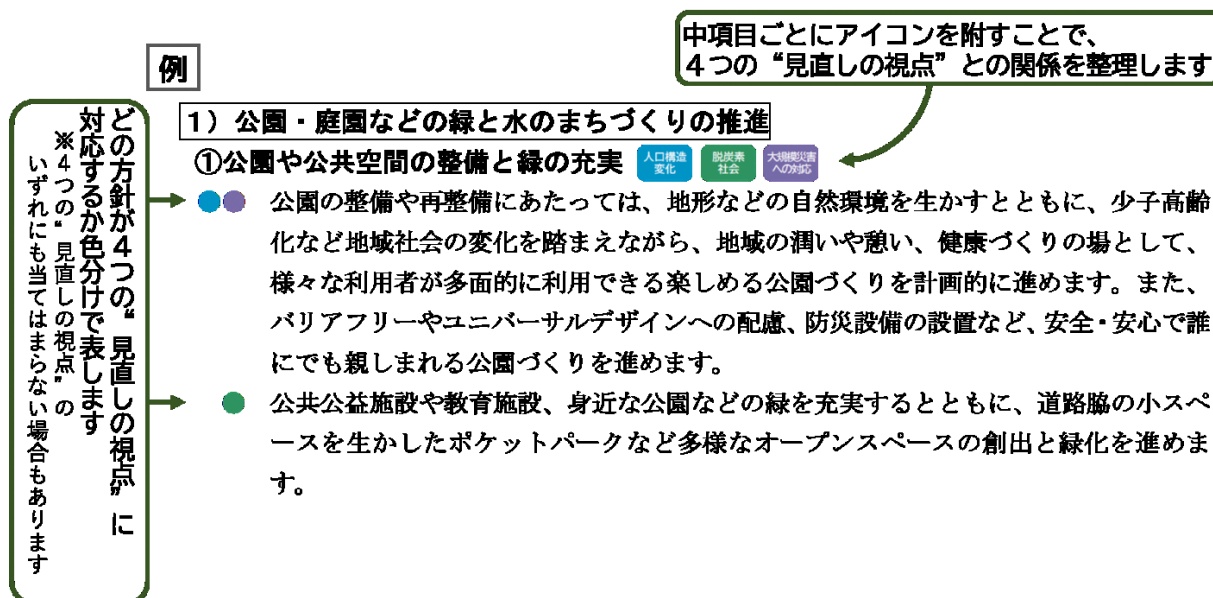 中項目ごとにアイコンを附すことで、
４つの“見直しの視点”との関係を整理します
例
どの方針が４つの“見直しの視点”に
対応するか色分けで表します
※４つの“見直しの視点”の
いずれにも当てはまらない場合もあります
１）公園・庭園などの緑と水のまちづくりの推進
①公園や公共空間の整備と緑の充実
人口構造
変化
脱炭素
社会
大規模災害
への対応
公園の整備や再整備にあたっては、地形などの自然環境を生かすとともに、少子高齢
化など地域社会の変化を踏まえながら、地域の潤いや憩い、健康づくりの場として、
様々な利用者が多面的に利用できる楽しめる公園づくりを計画的に進めます。また、
バリアフリーやユニバーサルデザインへの配慮、防災設備の設置など、安全・安心で誰
にでも親しまれる公園づくりを進めます。
公共公益施設や教育施設、身近な公園などの緑を充実するとともに、道路脇の小スペ
ースを生かしたポケットパークなど多様なオープンスペースの創出と緑化を進めま
す。